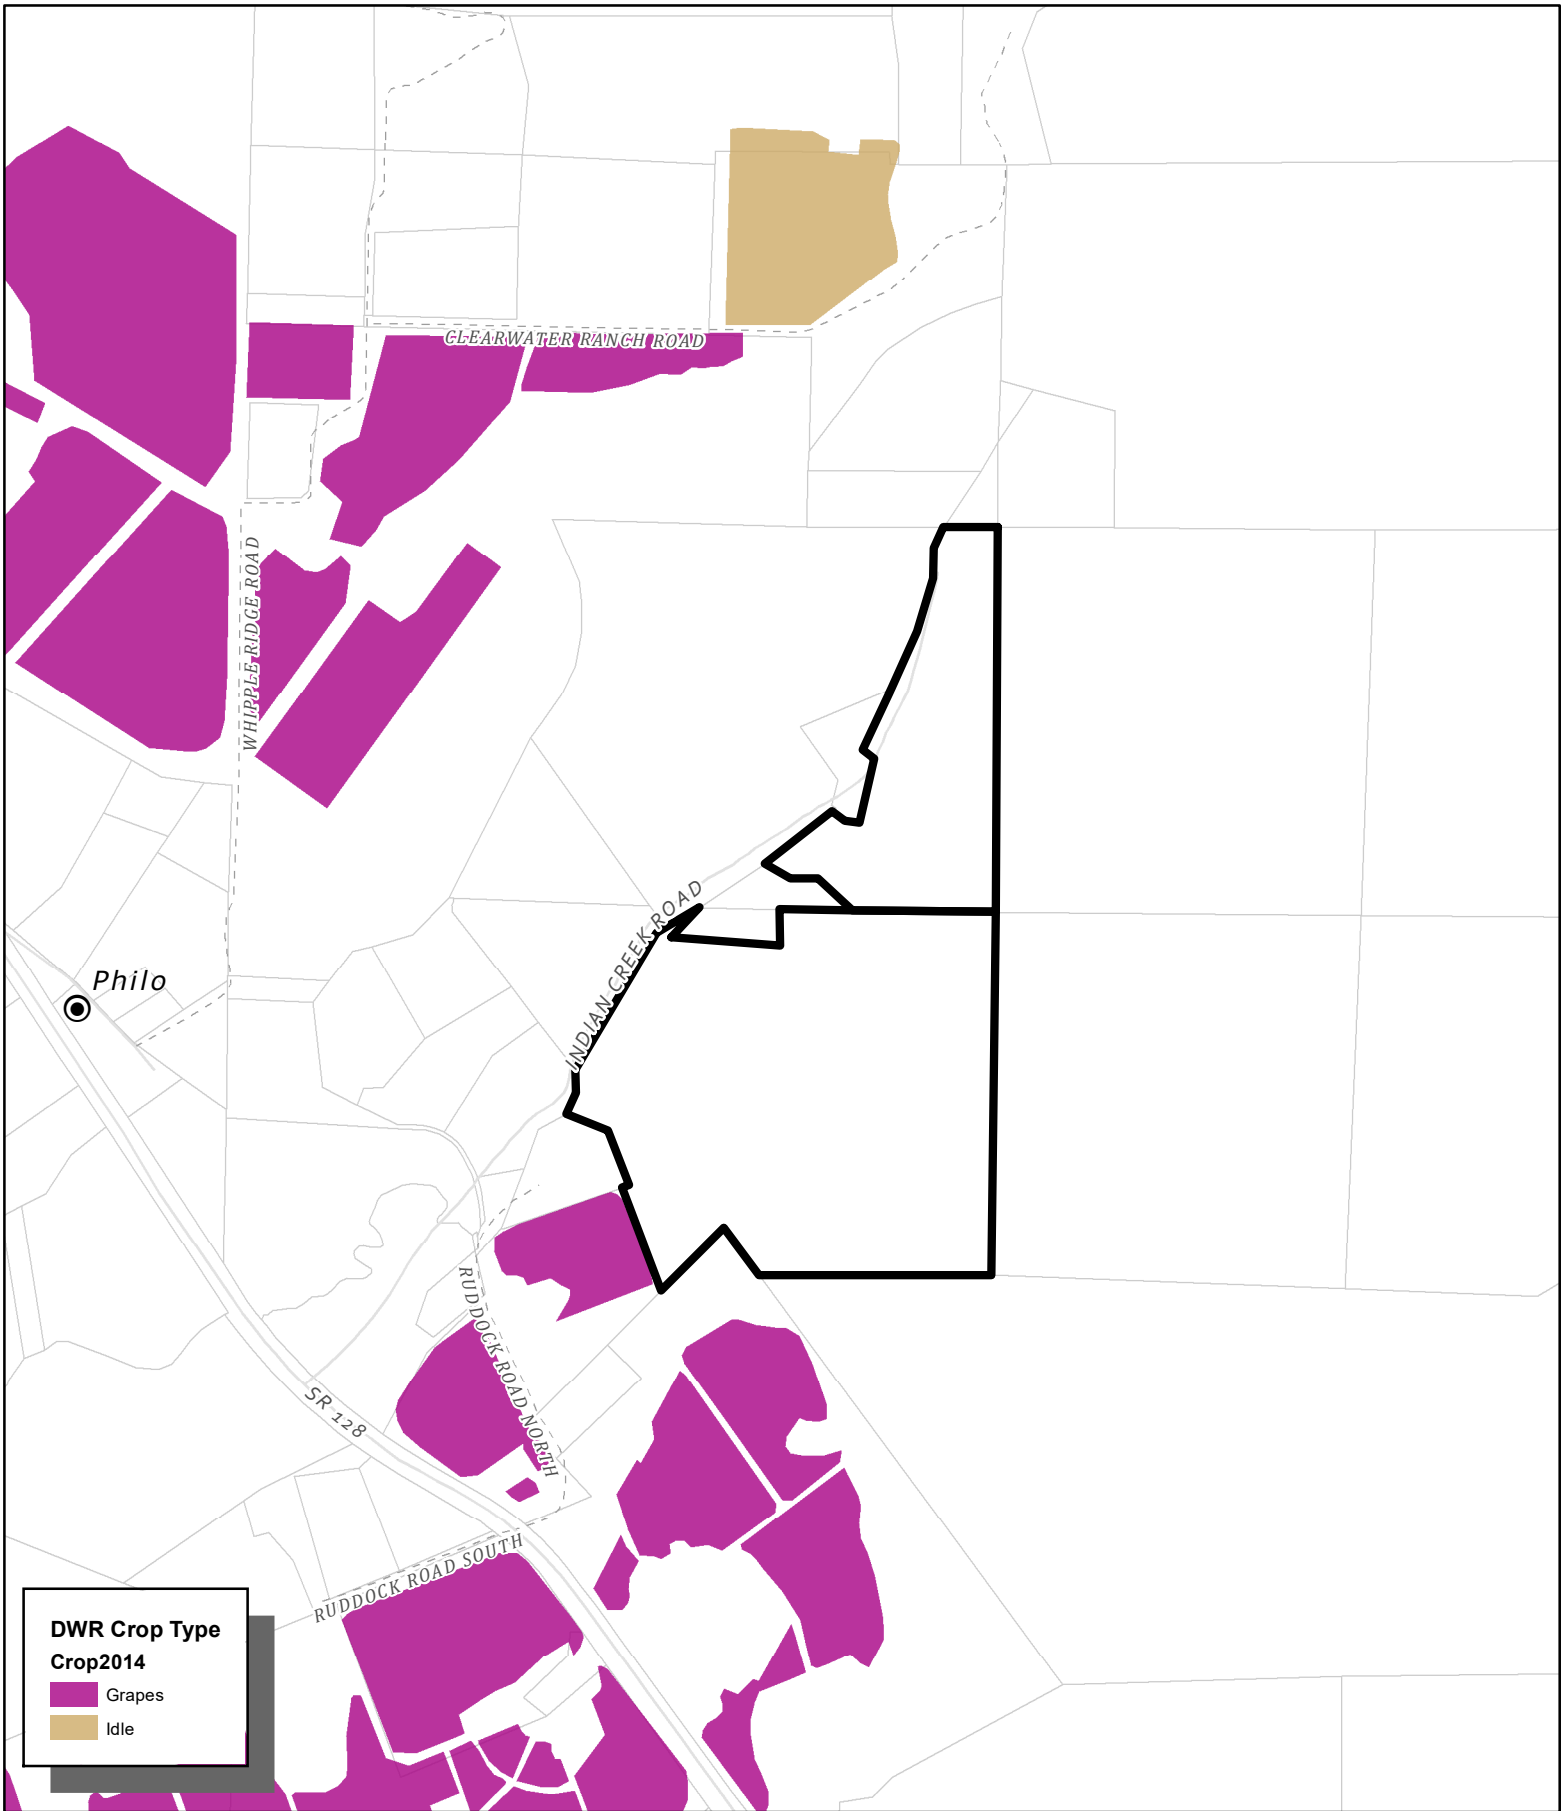 CLEARWATER RANCH ROAD
WHIPPLE RIDGE ROAD
INDIAN CREEK ROAD
Philo
RUDDOCK ROAD NORTH
SR 128
RUDDOCK ROAD SOUTH
DWR Crop Type
Crop2014
Grapes
Idle